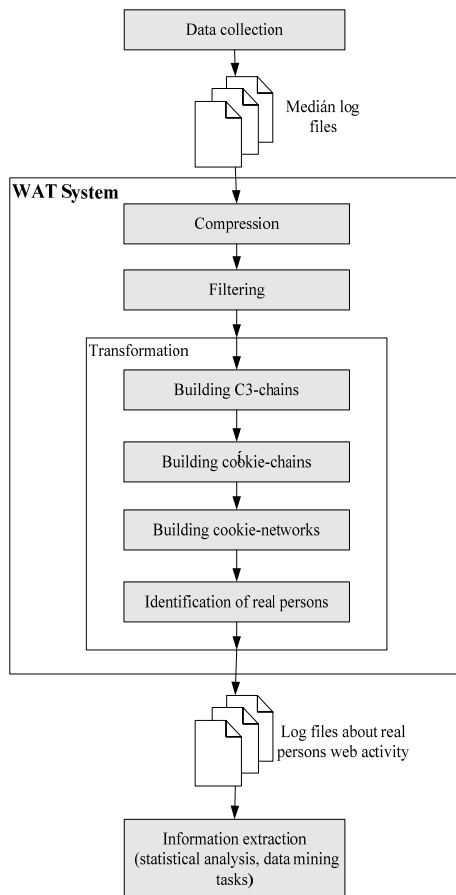 Data collection
Medián log
files
WAT System
Compression
Filtering
Transformation
Building C3-chains
Building cookie-chains
Building cookie-networks
Identification of real persons
Log files about real
persons web activity
Information extraction
(statistical analysis, data mining
tasks)